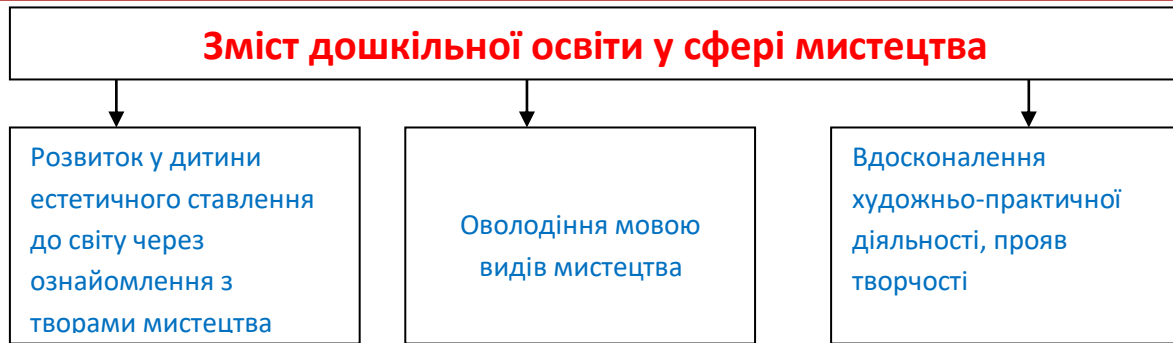 Зміст дошкільної освіти у сфері мистецтва
Розвиток у дитини
естетичного ставлення
до світу через
ознайомлення з
творами мистецтва
Оволодіння мовою
видів мистецтва
Вдосконалення
художньо-практичної
діяльності, прояв
творчості